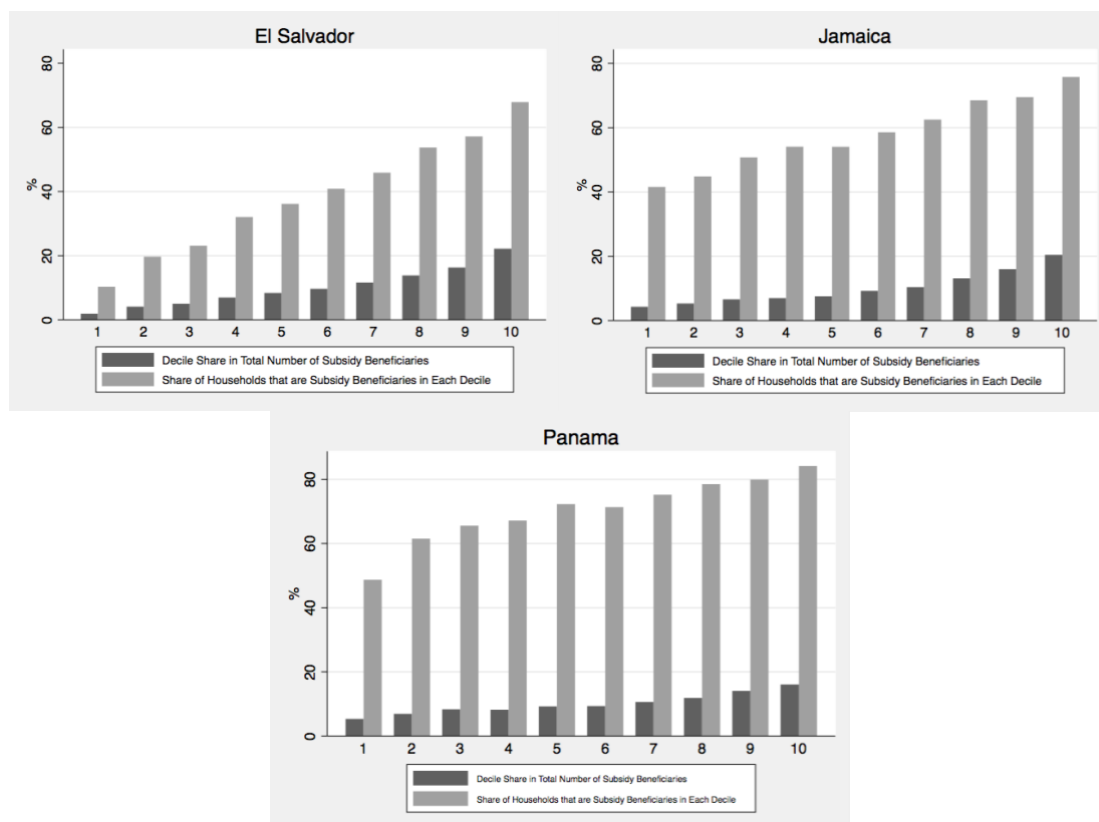 El Salvador
80
60
40
20
0
%
1 2 3 4 5 6 7 8 9 10
Decile Share in Total Number of Subsidy Beneficiaries
Share of Households that are Subsidy Beneficiaries in Each Decile
Jamaica
80
60
40
20
0
%
1 2 3 4 5 6 7 8 9 10
Decile Share in Total Number of Subsidy Beneficiaries
Share of Households that are Subsidy Beneficiaries in Each Decile
Panama
80
60
40
20
0
%
1 2 3 4 5 6 7 8 9 10
Decile Share in Total Number of Subsidy Beneficiaries
Share of Households that are Subsidy Beneficiaries in Each Decile